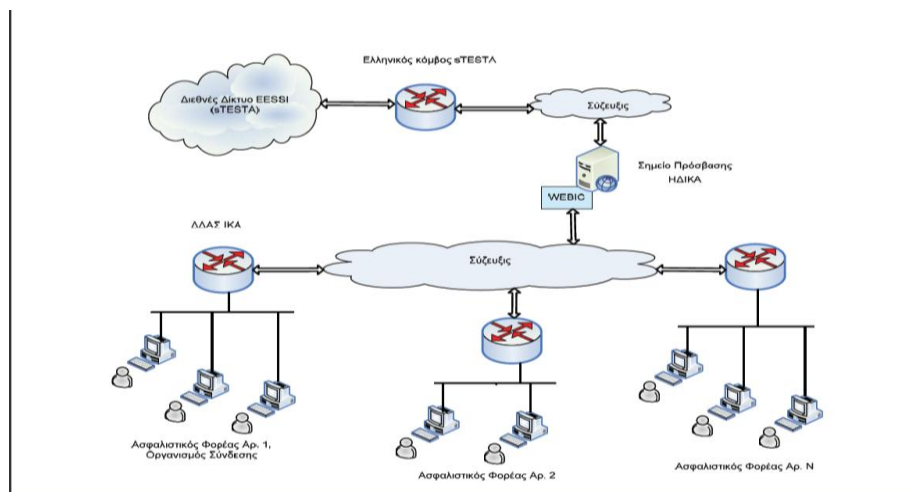 Ελληνικός κόμβος sTESTA
Διεθνές Δίκτυο EESSI
(sTESTA)
Σύζευξις
Σημείο Πρόσβασης
ΗΔΙΚΑ
WEBIC
ΛΛΑΣ ΙΚΑ
Σύζευξις
Ασφαλιστικός Φορέας Αρ. 1,
Οργανισμός Σύνδεσης
Ασφαλιστικός Φορέας Αρ. 2
Ασφαλιστικός Φορέας Αρ. Ν